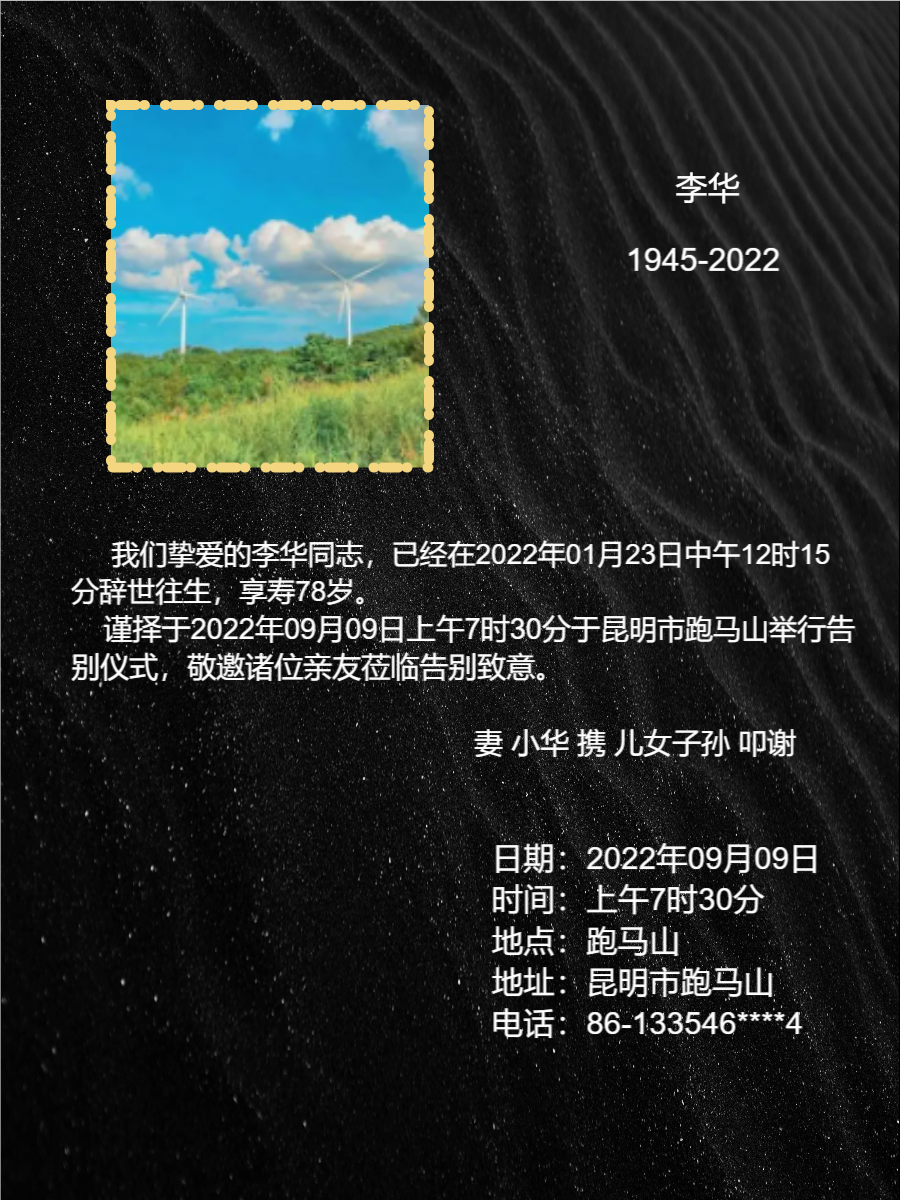 李华
1945-2022
我们挚爱的李华同志，已经在2022年01月23日中午12时15
分辞世往生，享寿78岁。
谨择于2022年09月09日上午7时30分于昆明市跑马山举行告
别仪式，敬邀诸位亲友莅临告别致意。
妻 小华 携 儿女子孙 叩谢
日期：2022年09月09日
时间：上午7时30分
地点：跑马山
地址：昆明市跑马山
电话：86-133546****4